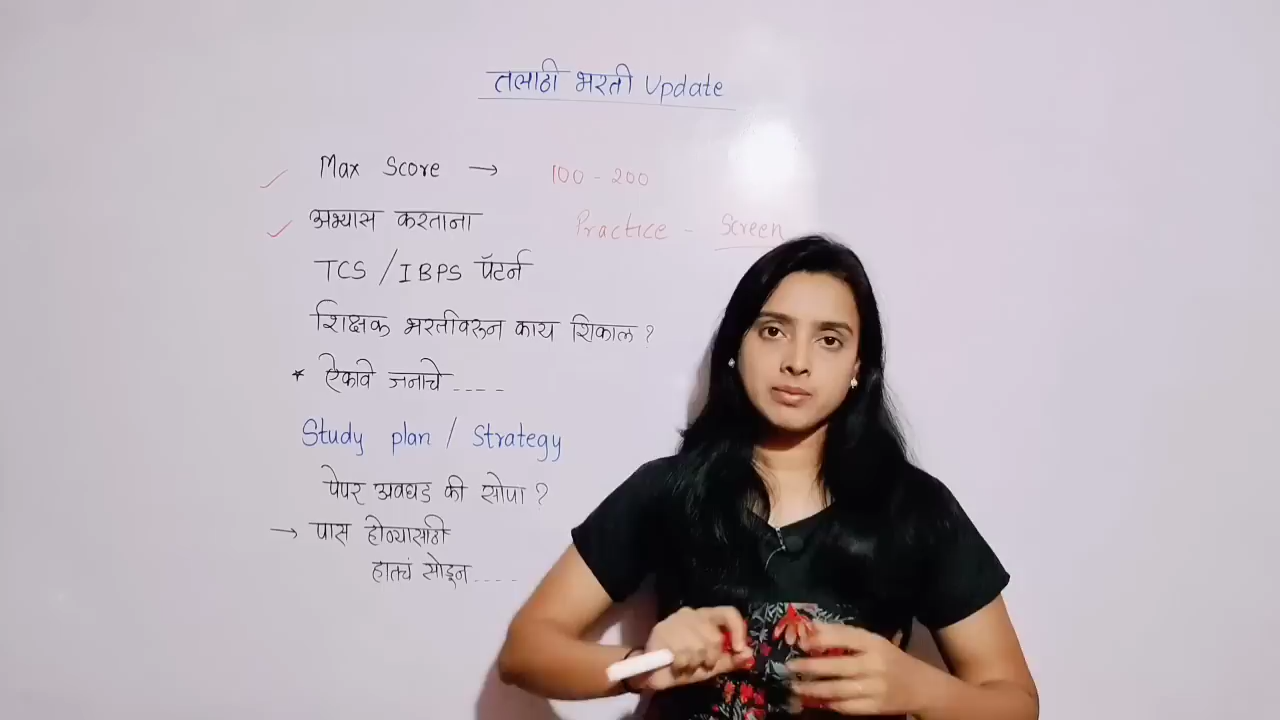 तलाठी भरती Update
Max Score → 100 - 200
अभ्यास करताना Practice - Screen
TCS / IBPS पॅटर्न
शिक्षक भरतीवरून काय शिकाल ?
* ऐकावे जनाचे ----
Study plan / Strategy
पेपर अवघड की सोपा ?
→ पास होण्यासाठी
हातचं सोडून ----